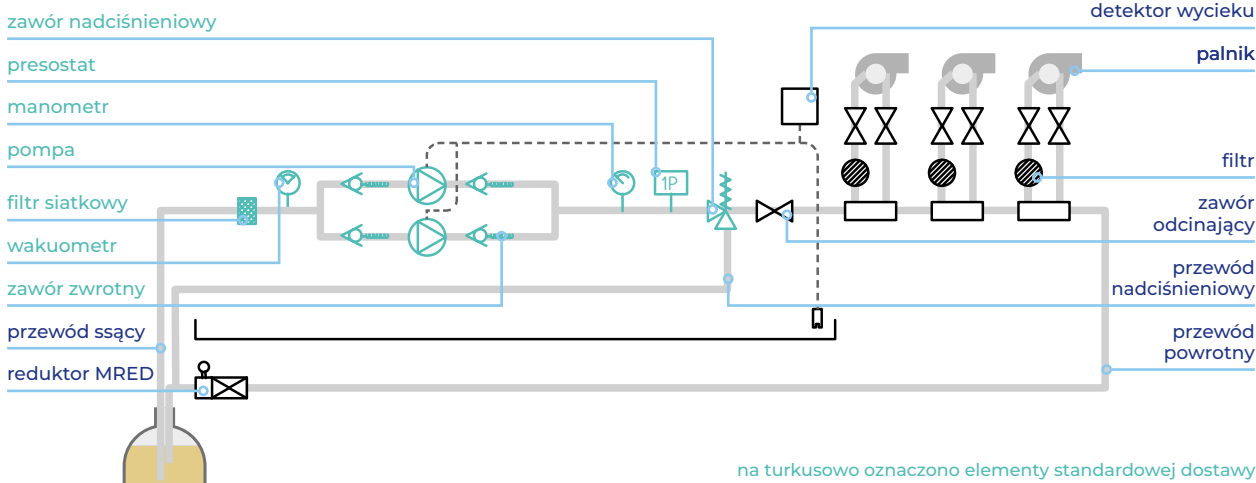 zawór nadciśnieniowy
presostat
manometr
pompa
filtr siatkowy
wakuometr
zawór zwrotny
przewód ssący
reduktor MRED
1P
detektor wycieku
palnik
filtr
zawór
odcinający
przewód
nadciśnieniowy
przewód
powrotny
na turkusowo oznaczono elementy standardowej dostawy